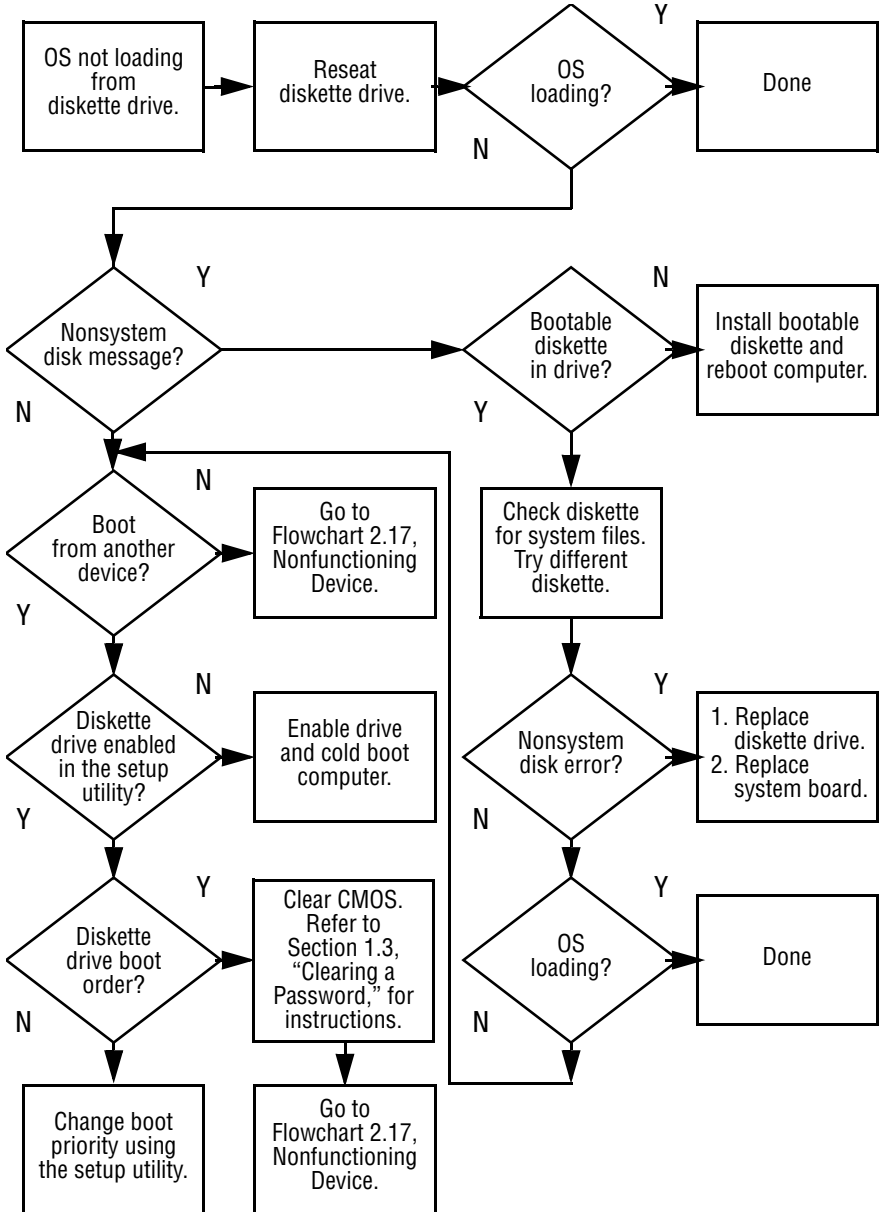 OS not loading
from
diskette drive.
Reseat
diskette drive.
OS
loading?
Y
N
Done
Nonsystem
disk message?
Y
N
Bootable
diskette
in drive?
N
Y
Install bootable
diskette and
reboot computer.
Boot
from another
device?
N
Y
Go to
Flowchart 2.17,
Nonfunctioning
Device.
Check diskette
for system files.
Try different
diskette.
Diskette
drive enabled
in the setup
utility?
N
Y
Enable drive
and cold boot
computer.
Nonsystem
disk error?
Y
N
1. Replace
diskette drive.
2. Replace
system board.
Diskette
drive boot
order?
Y
N
Clear CMOS.
Refer to
Section 1.3,
“Clearing a
Password,” for
instructions.
OS
loading?
Y
N
Done
Change boot
priority using
the setup utility.
Go to
Flowchart 2.17,
Nonfunctioning
Device.